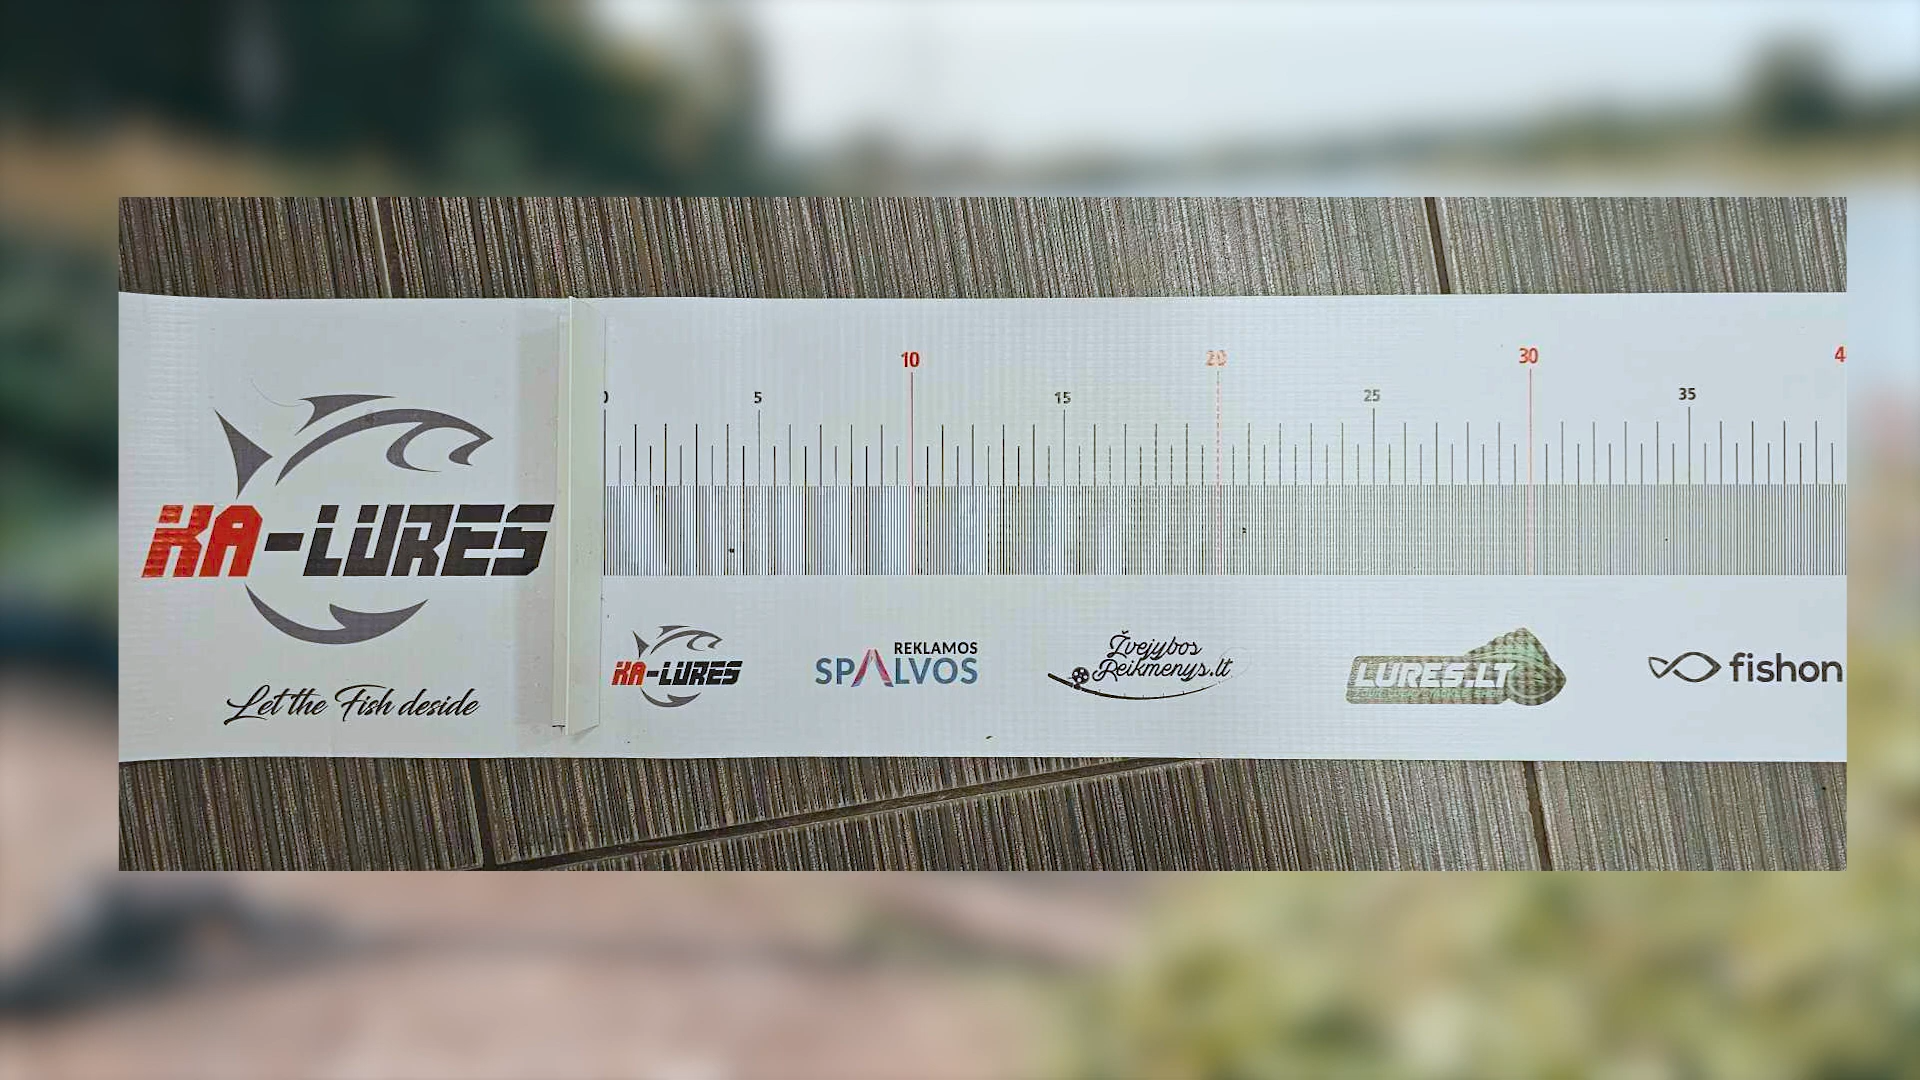 10 20 30
0 5 15 25 35
KA-LURES
Let the Fish deside
KA-LURES
REKLAMOS
SPALVOS
Žvejybos
Reikmenys.lt
LURES.LT
fishon